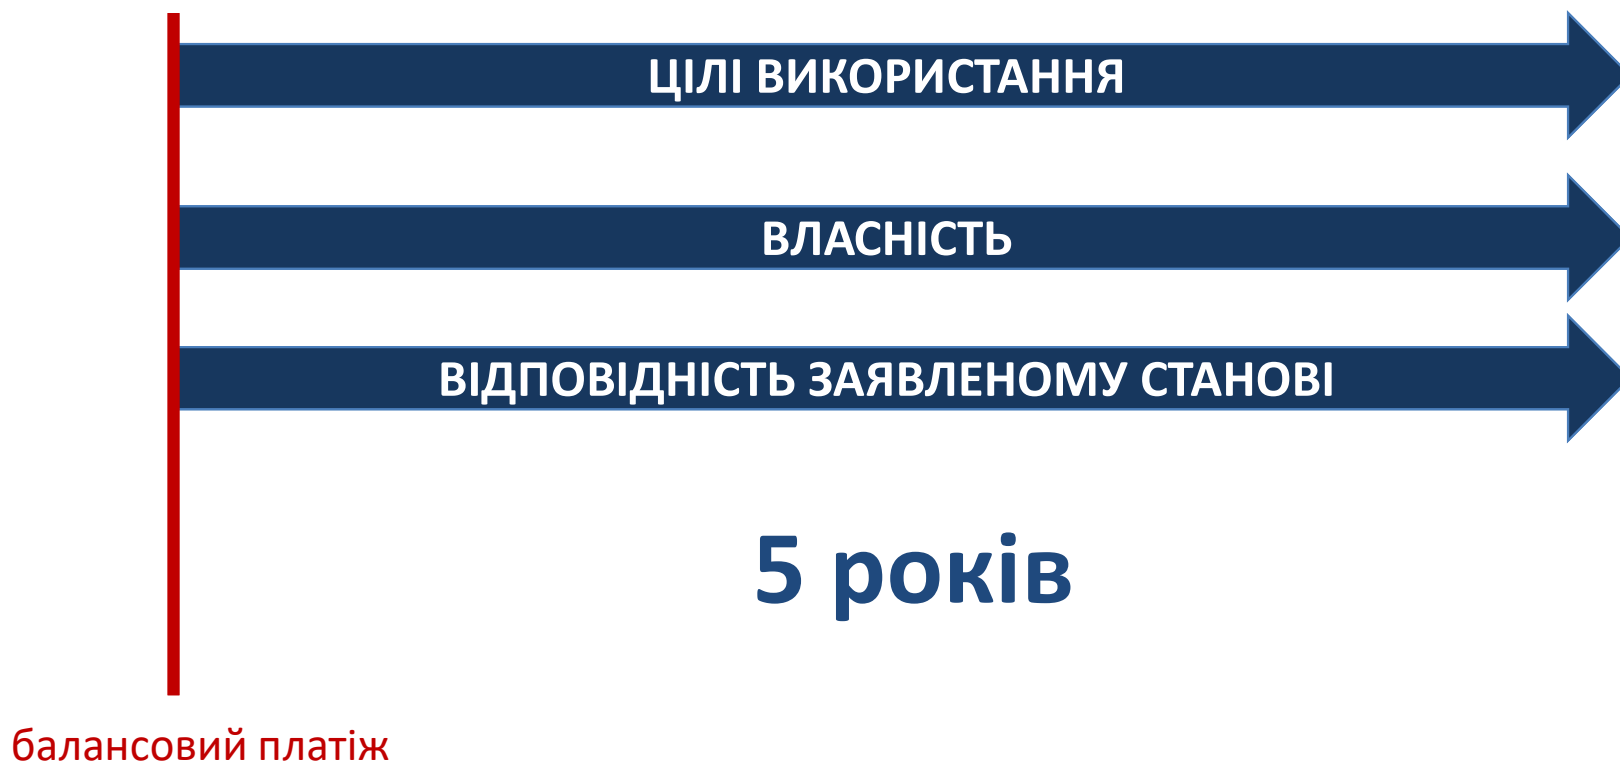 ЦІЛІ ВИКОРИСТАННЯ
ВЛАСНІСТЬ
ВІДПОВІДНІСТЬ ЗАЯВЛЕНОМУ СТАНОВІ
5 років
балансовий платіж